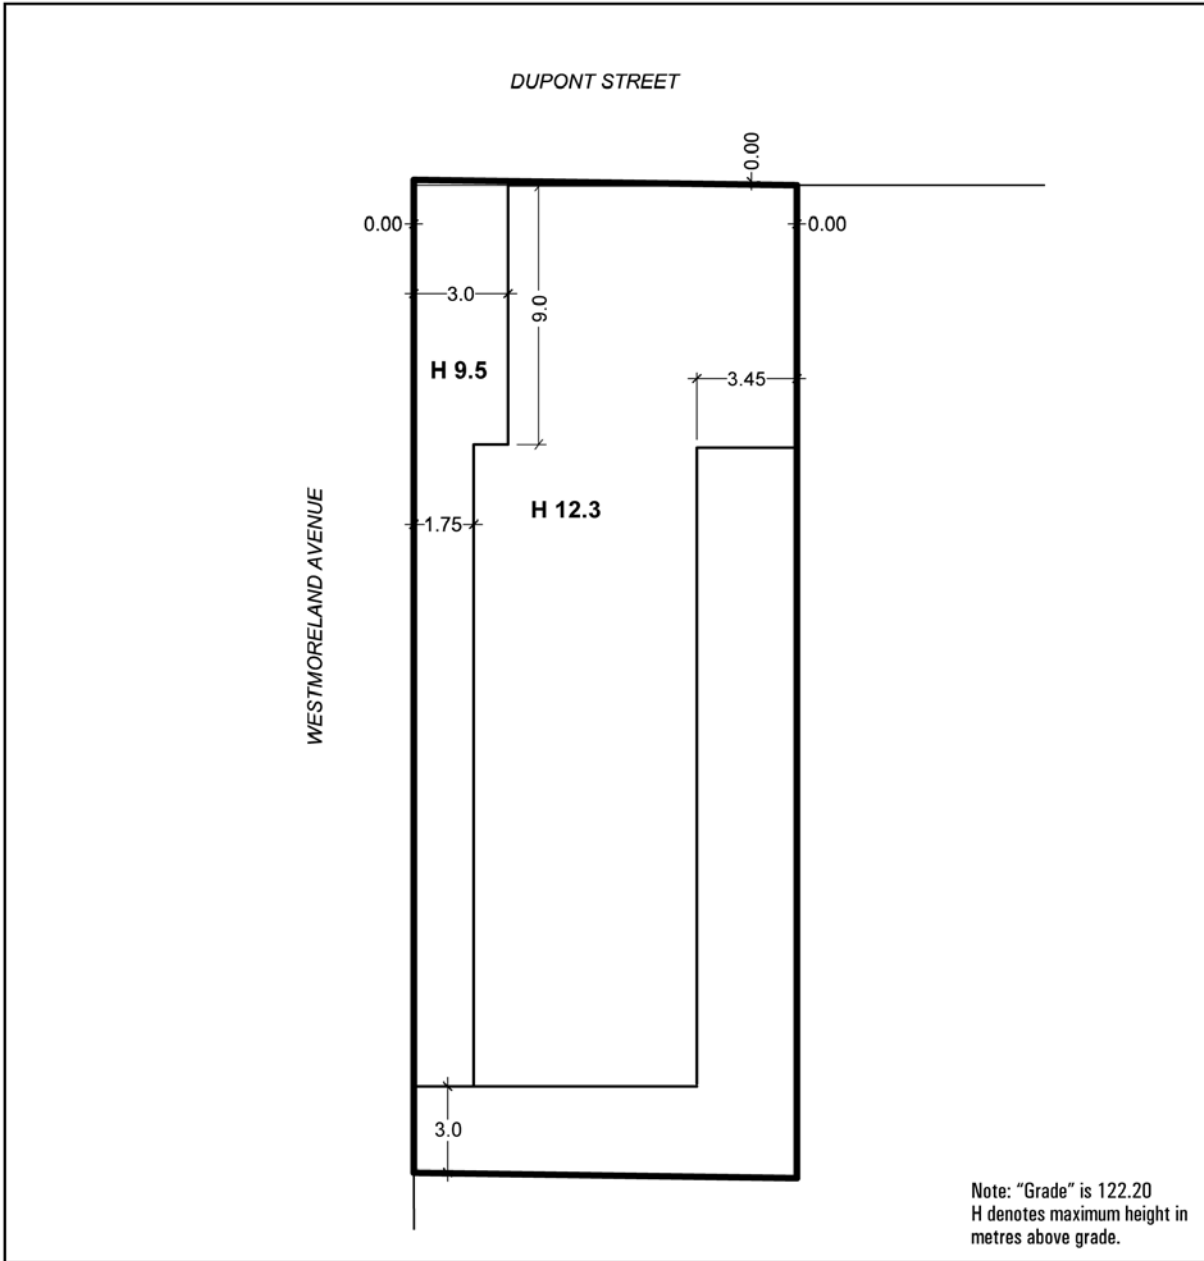 DUPONT STREET
0.00
0.00
0.00
3.0
9.0
H 9.5
3.45
H 12.3
1.75
WESTMORELAND AVENUE
3.0
Note: “Grade” is 122.20
H denotes maximum height in
metres above grade.